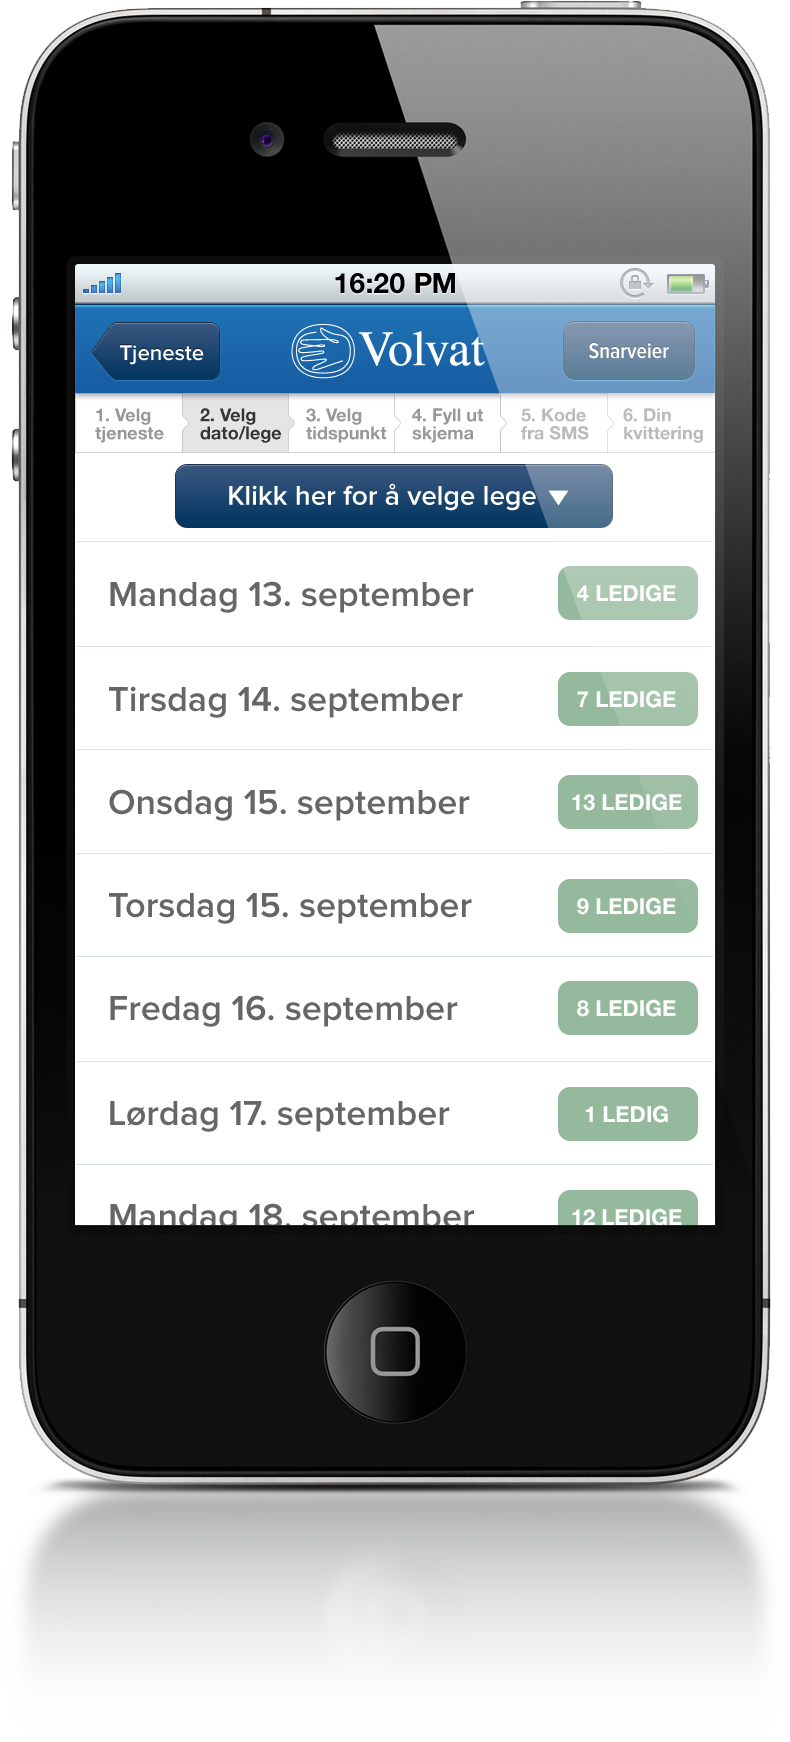 16:20 PM
Tjeneste
Volvat
Snarveier
1. Velg
tjeneste
2. Velg
dato/lege
3. Velg
tidspunkt
4. Fyll ut
skjema
5. Kode
fra SMS
6. Din
kvittering
Klikk her for å velge lege ▼
Mandag 13. september 4 LEDIGE
Tirsdag 14. september 7 LEDIGE
Onsdag 15. september 13 LEDIGE
Torsdag 15. september 9 LEDIGE
Fredag 16. september 8 LEDIGE
Lørdag 17. september 1 LEDIG
Mandag 18. september 12 LEDIGE